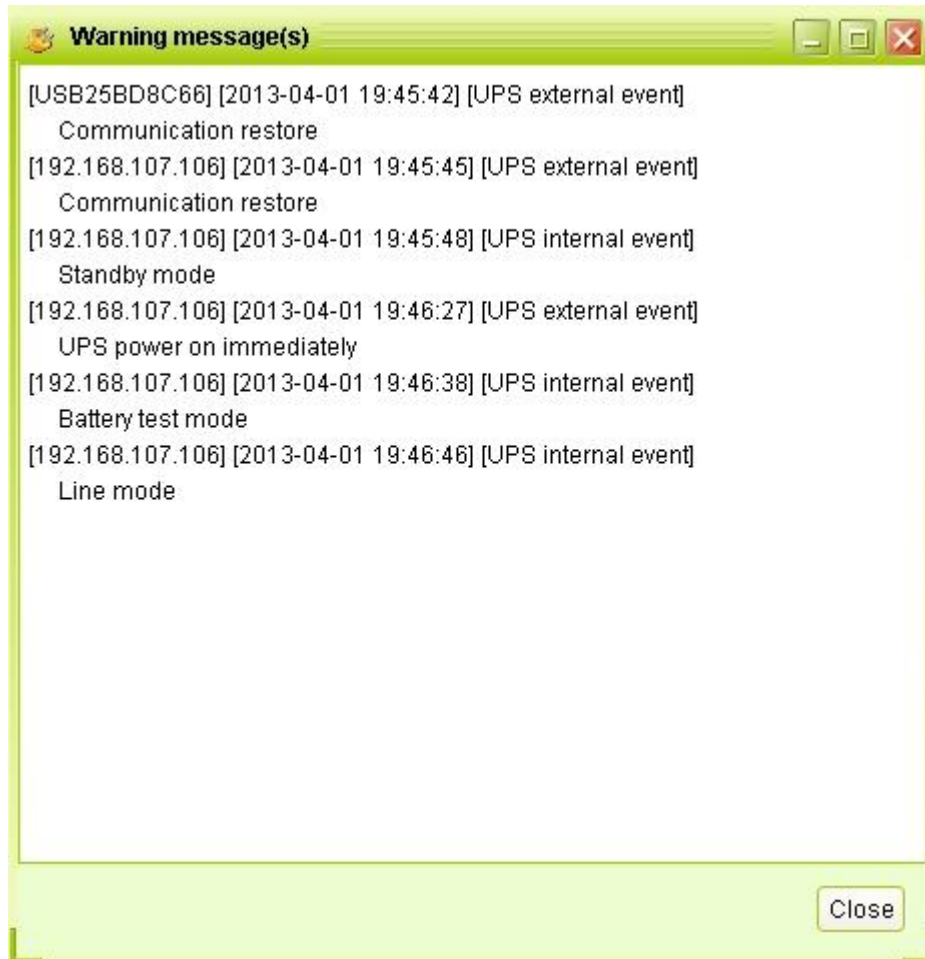 Warning message(s)
[USB25BD8C66] [2013-04-01 19:45:42] [UPS external event]
Communication restore
[192.168.107.106] [2013-04-01 19:45:45] [UPS external event]
Communication restore
[192.168.107.106] [2013-04-01 19:45:48] [UPS internal event]
Standby mode
[192.168.107.106] [2013-04-01 19:46:27] [UPS external event]
UPS power on immediately
[192.168.107.106] [2013-04-01 19:46:38] [UPS internal event]
Battery test mode
[192.168.107.106] [2013-04-01 19:46:46] [UPS internal event]
Line mode
Close